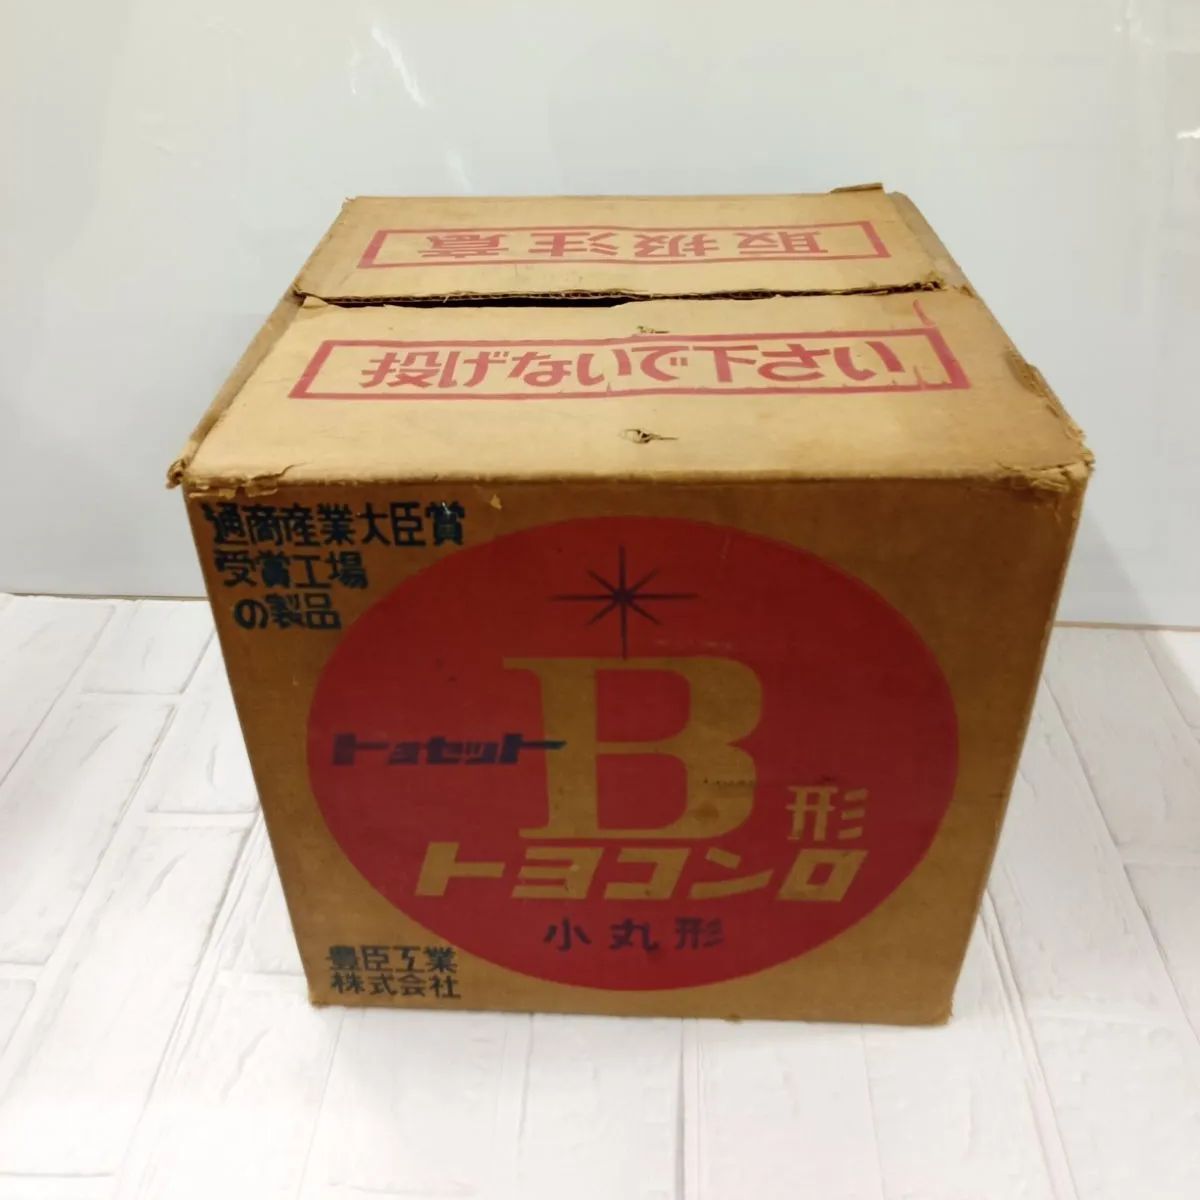 取扱注意
投げないで下さい
通商産業大臣賞
受賞工場
の製品
トヨセット
B形
トヨコンロ
小丸形
豊臣工業
株式会社